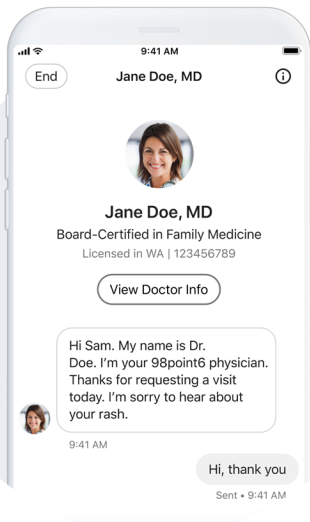 9:41 AM
End
Jane Doe, MD
Jane Doe, MD
Board-Certified in Family Medicine
Licensed in WA | 123456789
View Doctor Info
Hi Sam. My name is Dr.
Doe. I'm your 98point6 physician.
Thanks for requesting a visit
today. I'm sorry to hear about
your rash.
9:41 AM
Hi, thank you
Sent • 9:41 AM